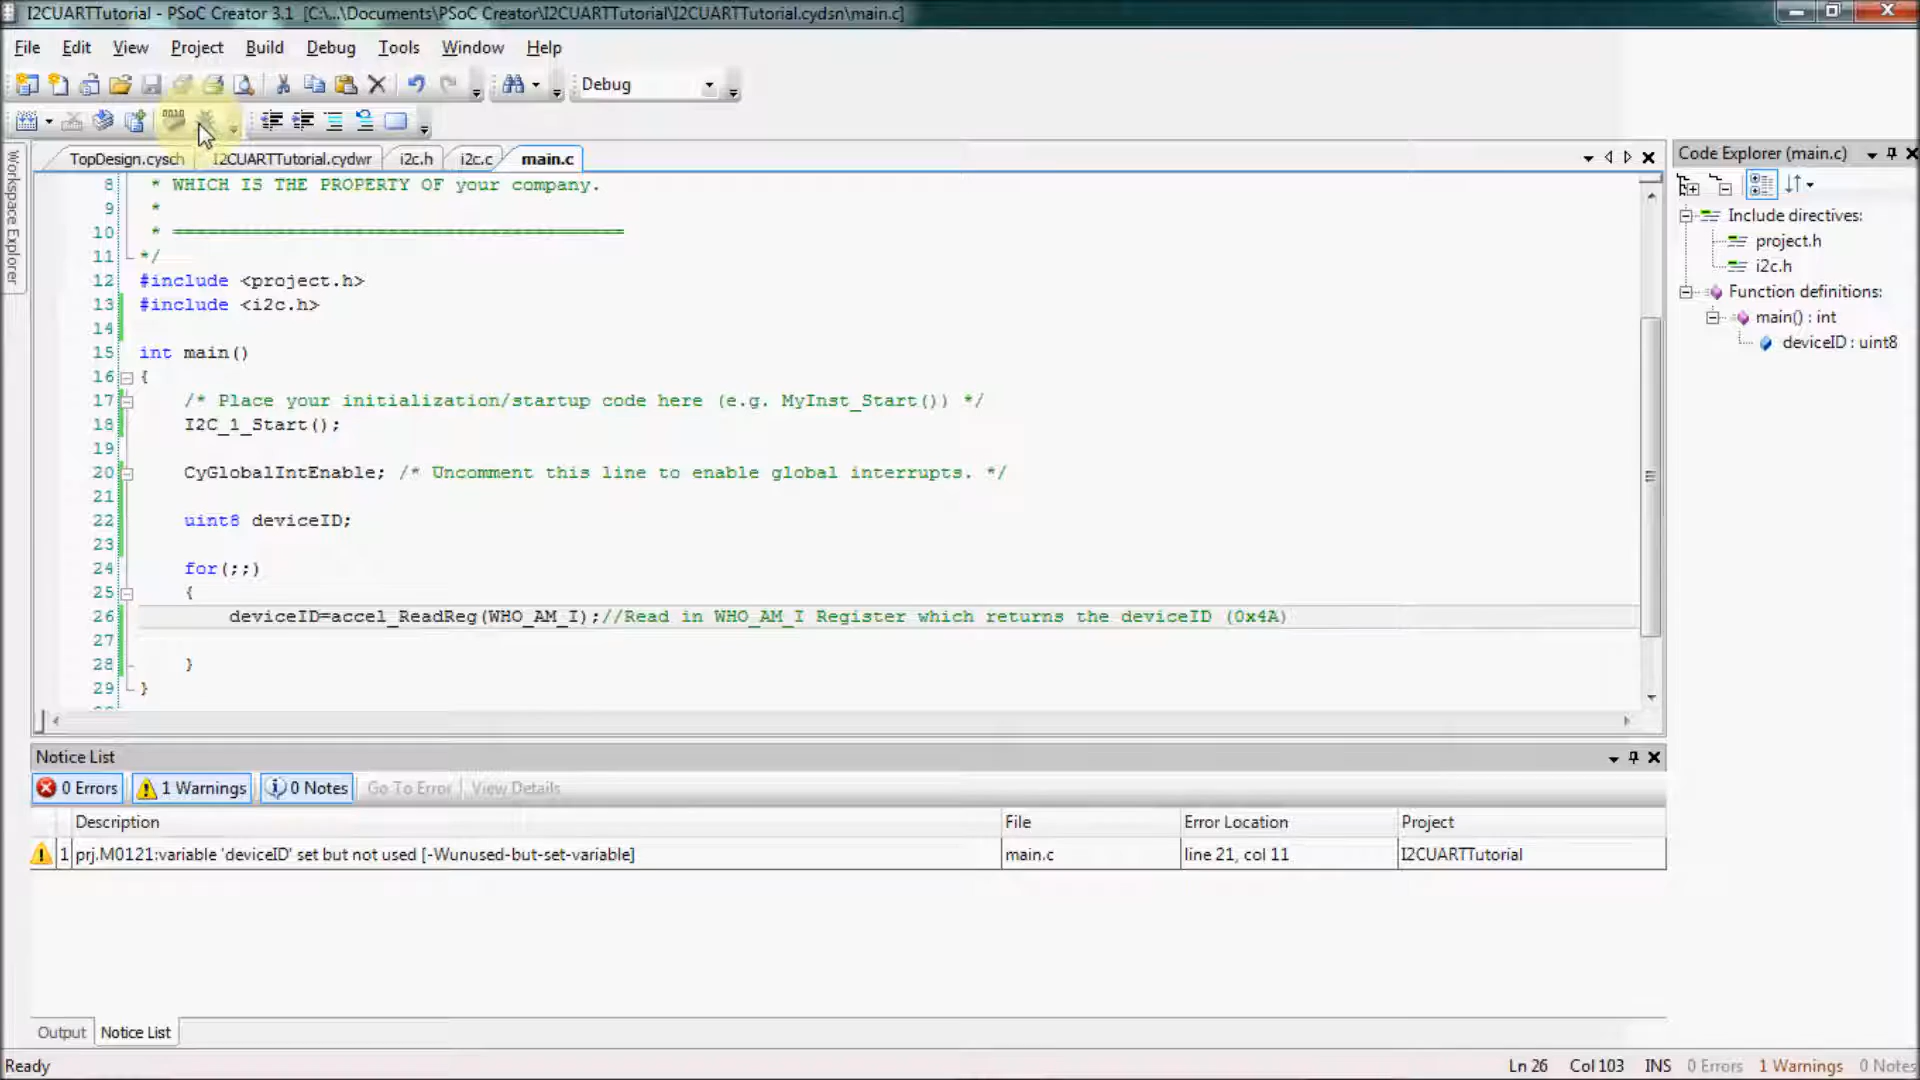 I2CUARTTutorial - PSoC Creator 3.1 [C:\...\Documents\PSoC Creator\I2CUARTTutorial\I2CUARTTutorial.cydsn\main.c]
File Edit View Project Build Debug Tools Window Help
Debug
TopDesign.cysch I2CUARTTutorial.cydwr i2c.h i2c.c main.c
Workspace Explorer
8 * WHICH IS THE PROPERTY OF your company.
9 *
10 * ========================================
11 */
12 #include <project.h>
13 #include <i2c.h>
14
15 int main()
16 {
17 /* Place your initialization/startup code here (e.g. MyInst_Start()) */
18 I2C_1_Start();
19
20 CyGlobalIntEnable; /* Uncomment this line to enable global interrupts. */
21
22 uint8 deviceID;
23
24 for(;;)
25 {
26 deviceID=accel_ReadReg(WHO_AM_I);//Read in WHO_AM_I Register which returns the deviceID (0x4A)
27
28 }
29 }
Code Explorer (main.c)
Include directives:
project.h
i2c.h
Function definitions:
main() : int
deviceID : uint8
Notice List
0 Errors 1 Warnings 0 Notes Go To Error View Details
Description File Error Location Project
1 prj.M0121:variable 'deviceID' set but not used [-Wunused-but-set-variable] main.c line 21, col 11 I2CUARTTutorial
Output Notice List
Ready Ln 26 Col 103 INS 0 Errors 1 Warnings 0 Notes